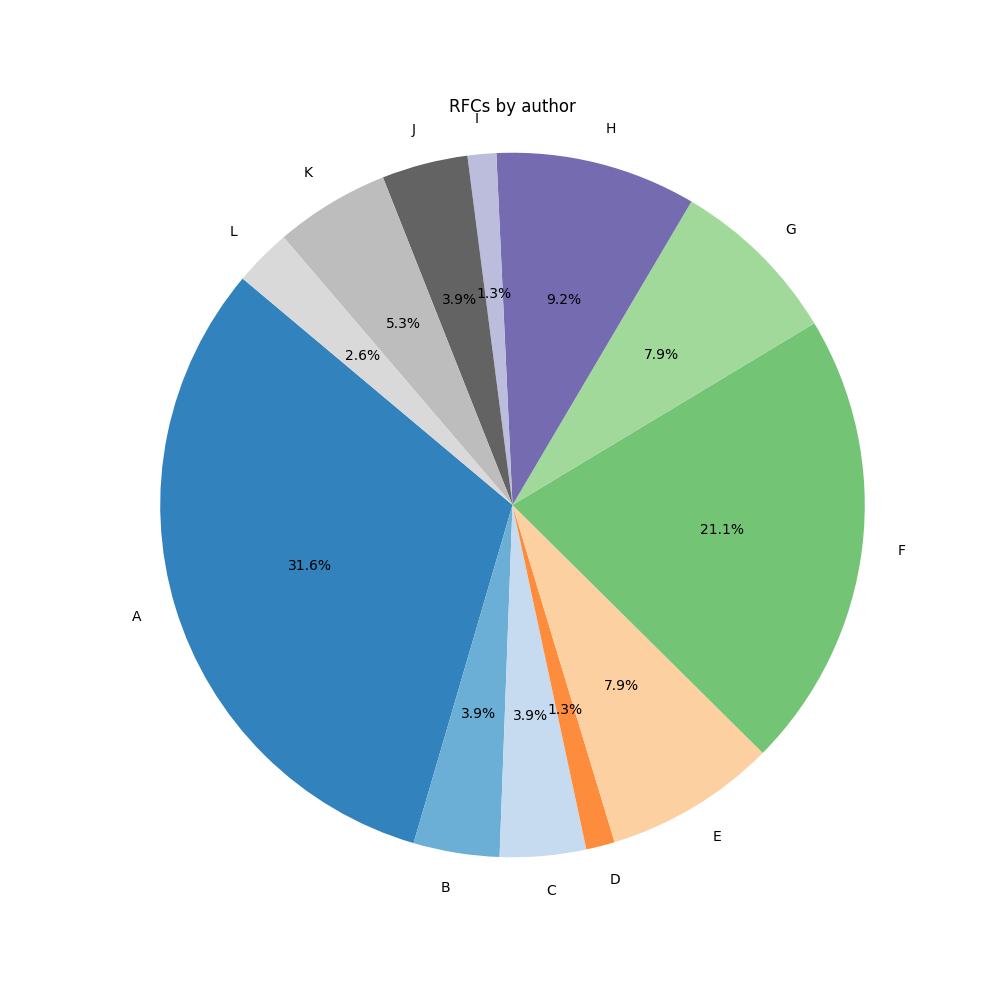 RFCs by author
I
J
H
K
G
L
1.3%
3.9%
9.2%
5.3%
7.9%
2.6%
21.1%
F
31.6%
A
7.9%
1.3%
3.9%
3.9%
E
D
B
C